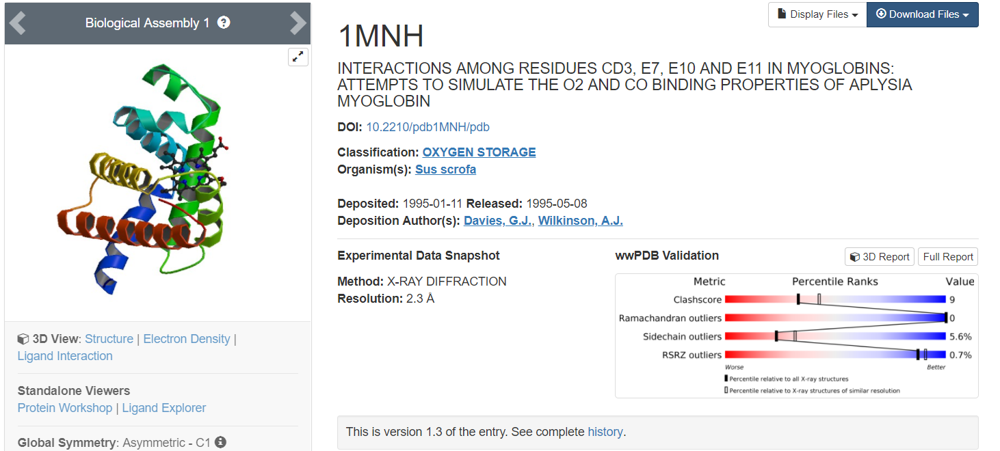 Biological Assembly 1
Display Files
Download Files
1MNH
INTERACTIONS AMONG RESIDUES CD3, E7, E10 AND E11 IN MYOGLOBINS:
ATTEMPTS TO SIMULATE THE O2 AND CO BINDING PROPERTIES OF APLYSIA
MYOGLOBIN
DOI: 10.2210/pdb1MNH/pdb
Classification: OXYGEN STORAGE
Organism(s): Sus scrofa
Deposited: 1995-01-11 Released: 1995-05-08
Deposition Author(s): Davies, G.J., Wilkinson, A.J.
Experimental Data Snapshot
Method: X-RAY DIFFRACTION
Resolution: 2.3 Å
wwPDB Validation
3D Report
Full Report
Metric Percentile Ranks Value
Clashscore 9
Ramachandran outliers 0
Sidechain outliers 5.6%
RSRZ outliers 0.7%
Worse Better
Percentile relative to all X-ray structures
Percentile relative to X-ray structures of similar resolution
This is version 1.3 of the entry. See complete history.
3D View: Structure | Electron Density |
Ligand Interaction
Standalone Viewers
Protein Workshop | Ligand Explorer
Global Symmetry: Asymmetric - C1